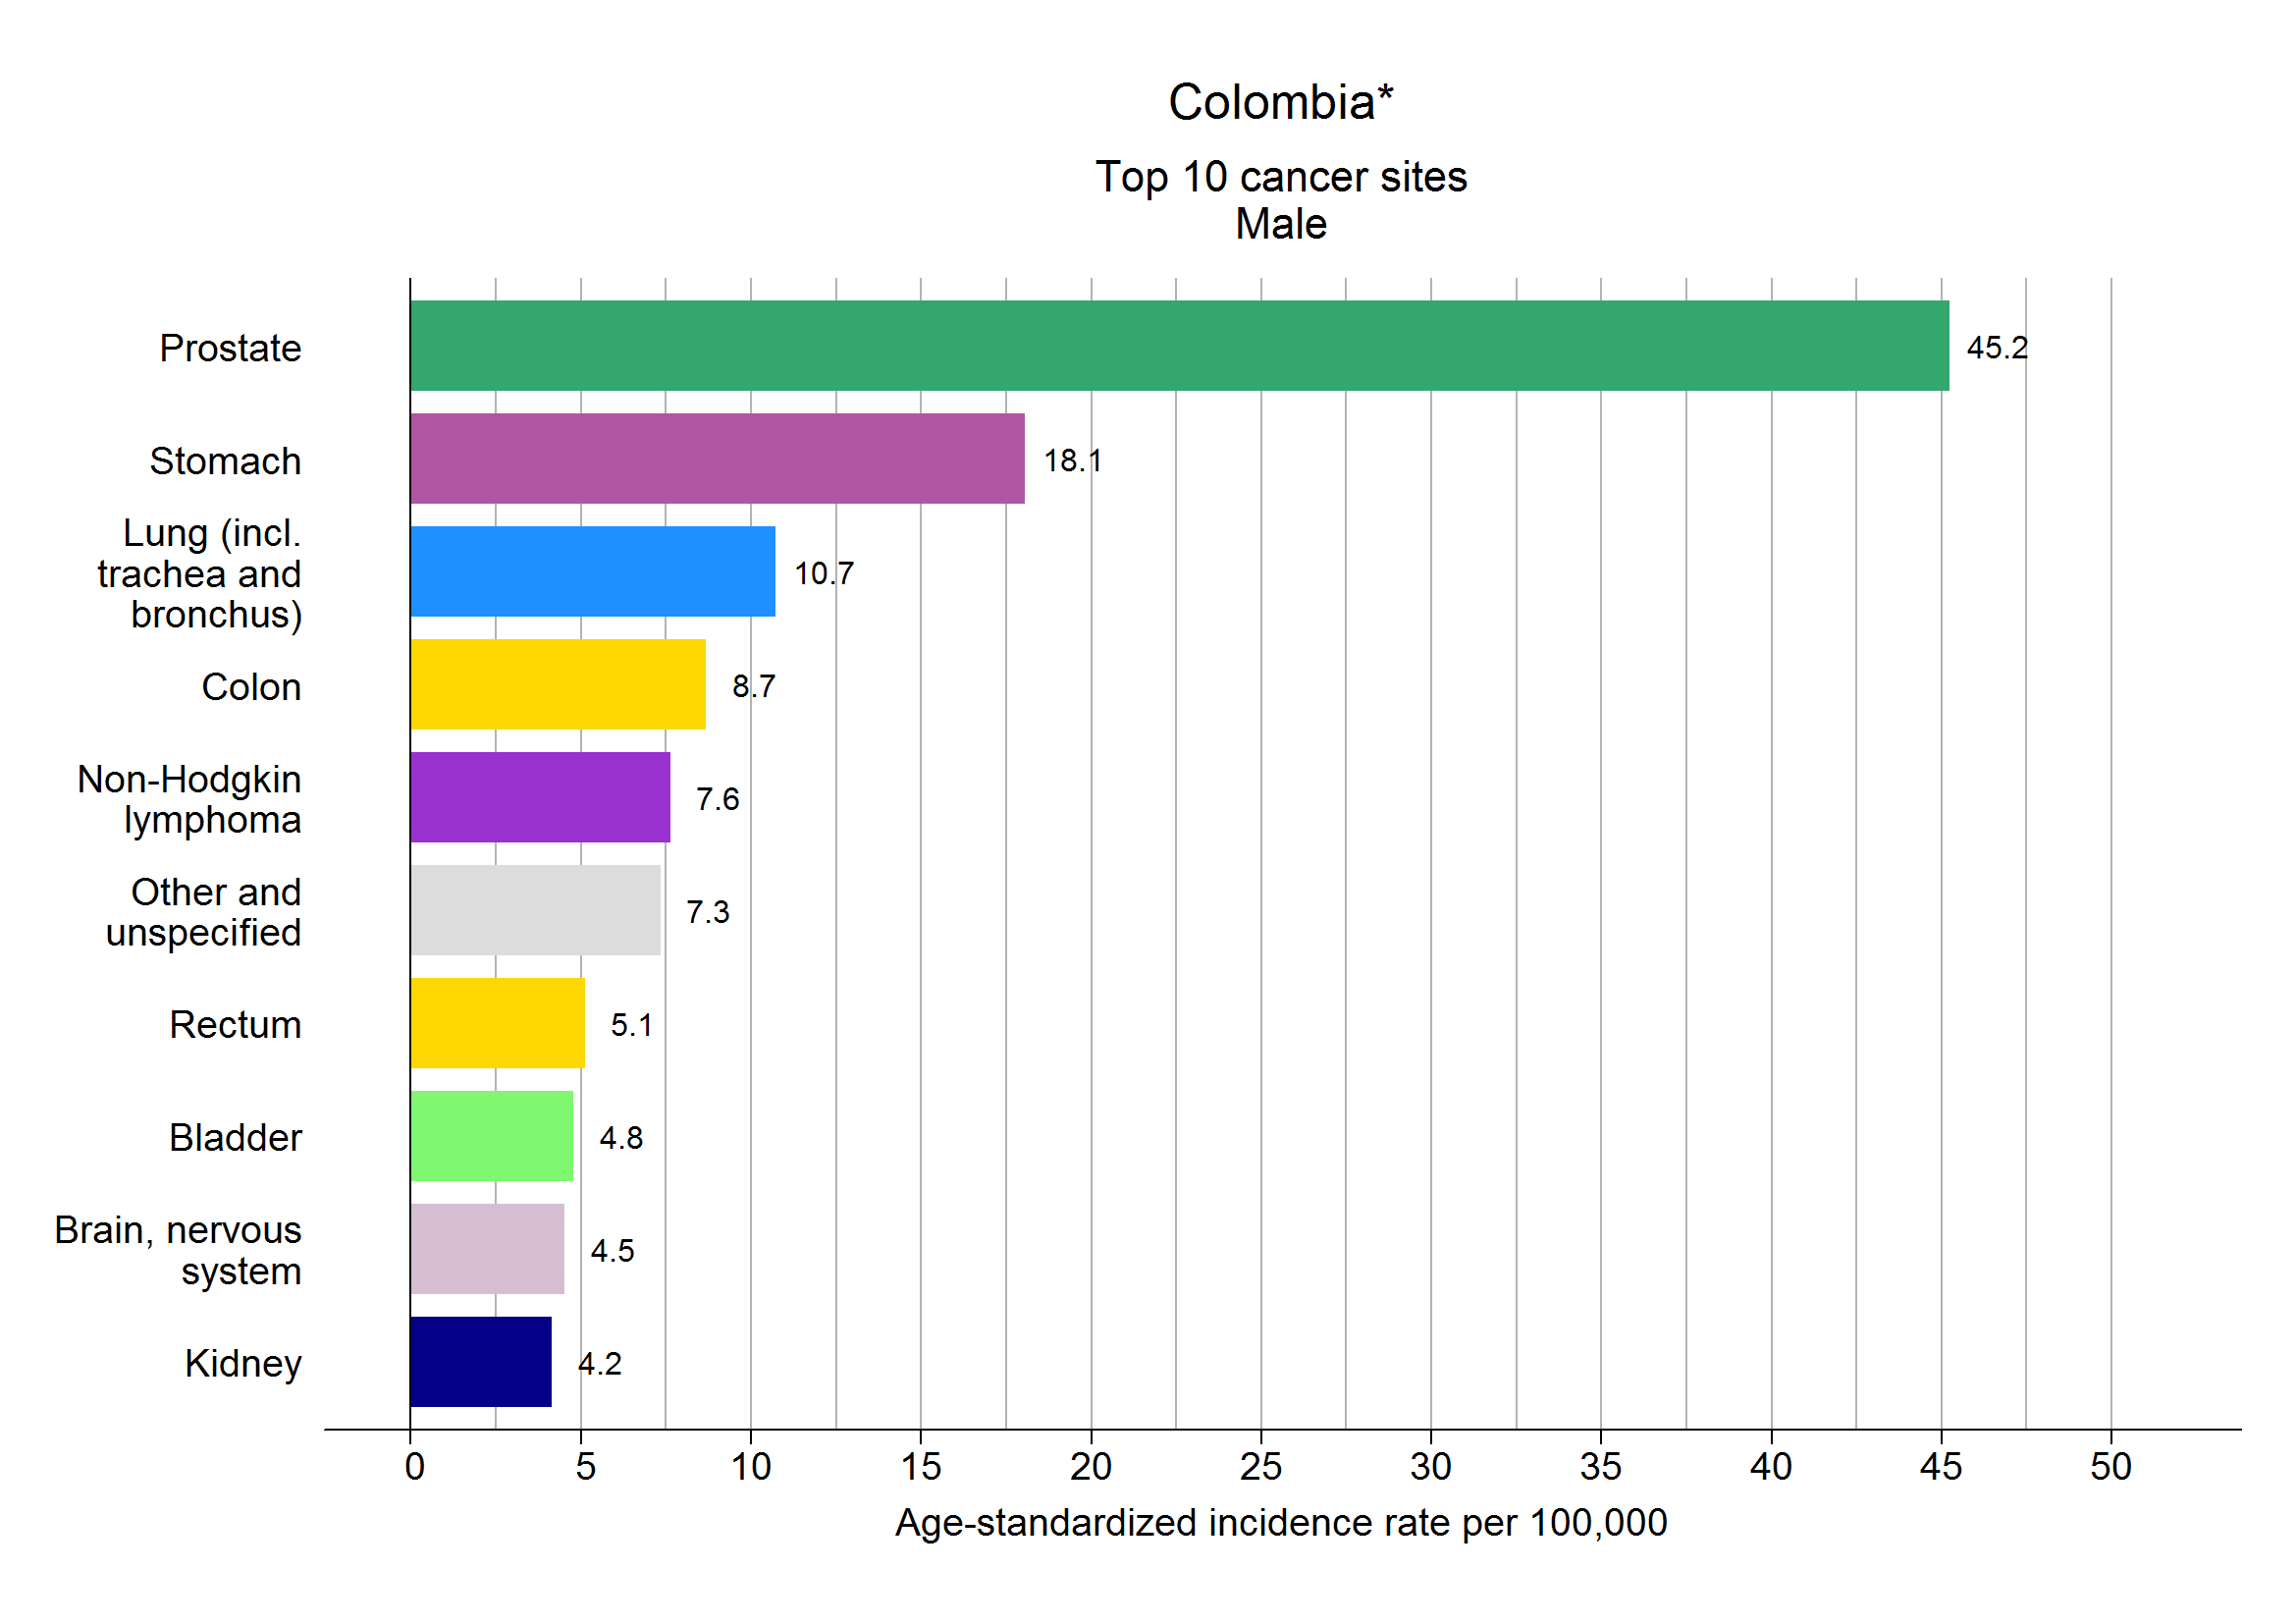 Colombia*
Top 10 cancer sites
Male
Prostate
45.2
Stomach
18.1
Lung (incl.
trachea and
bronchus)
10.7
Colon
8.7
Non-Hodgkin
lymphoma
7.6
Other and
unspecified
7.3
Rectum
5.1
Bladder
4.8
Brain, nervous
system
4.5
Kidney
4.2
0 5 10 15 20 25 30 35 40 45 50
Age-standardized incidence rate per 100,000